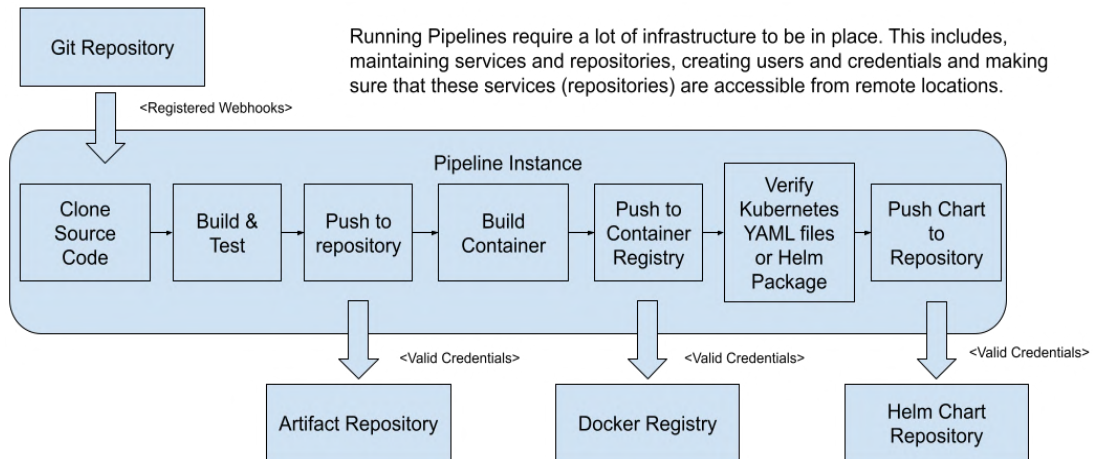 Git Repository
Running Pipelines require a lot of infrastructure to be in place. This includes,
maintaining services and repositories, creating users and credentials and making
sure that these services (repositories) are accessible from remote locations.
<Registered Webhooks>
Pipeline Instance
Clone
Source
Code
Build &
Test
Push to
repository
Build
Container
Push to
Container
Registry
Verify
Kubernetes
YAML files
or Helm
Package
Push Chart
to
Repository
<Valid Credentials>
<Valid Credentials>
<Valid Credentials>
Artifact Repository
Docker Registry
Helm Chart
Repository